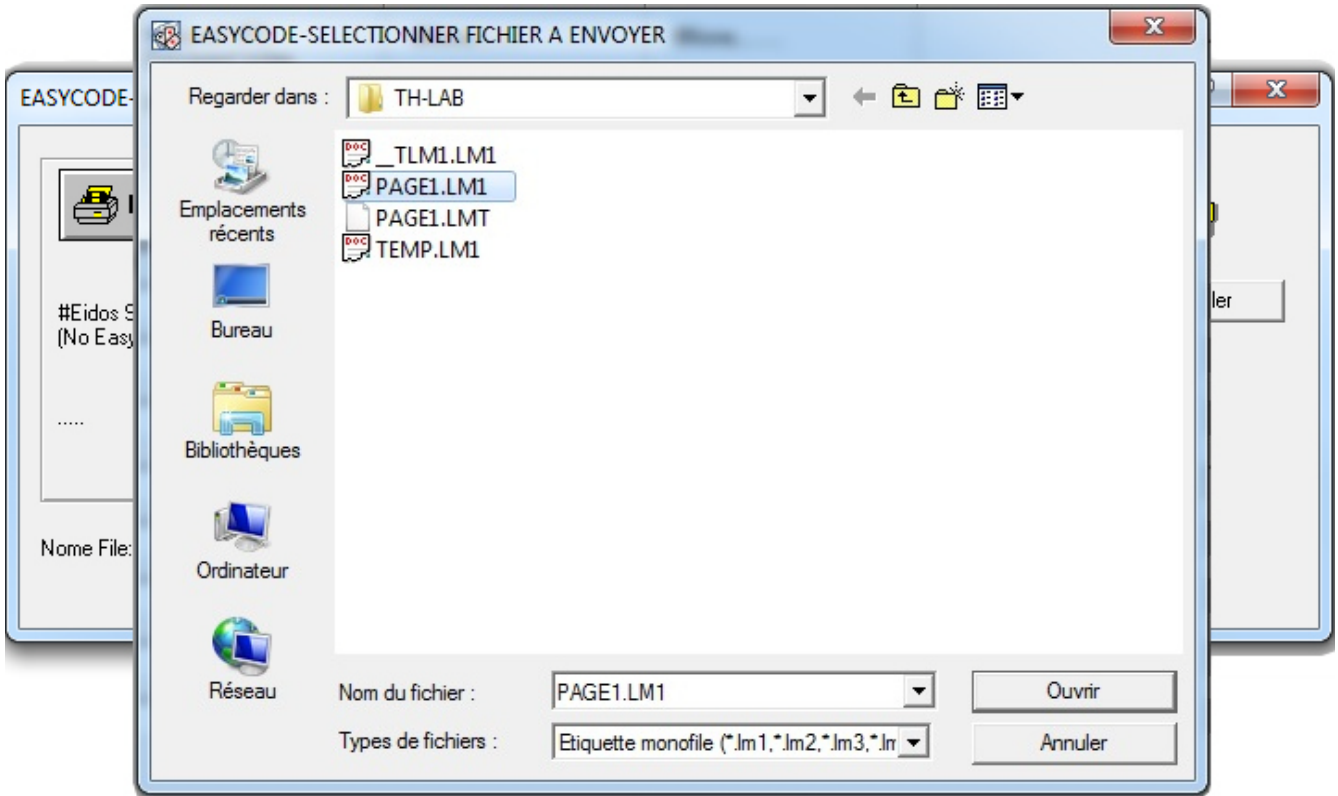 EASYCODE-SELECTIONNER FICHIER A ENVOYER
EASYCODE-
Regarder dans :
TH-LAB
__TLM1.LM1
PAGE1.LM1
PAGE1.LMT
TEMP.LM1
Emplacements
récents
Bureau
Bibliothèques
Ordinateur
Réseau
#Eidos
(No Easy
.....
Nome File:
ler
Nom du fichier :
PAGE1.LM1
Ouvrir
Types de fichiers :
Etiquette monofile (*.lm1,*.lm2,*.lm3,*.lm
Annuler